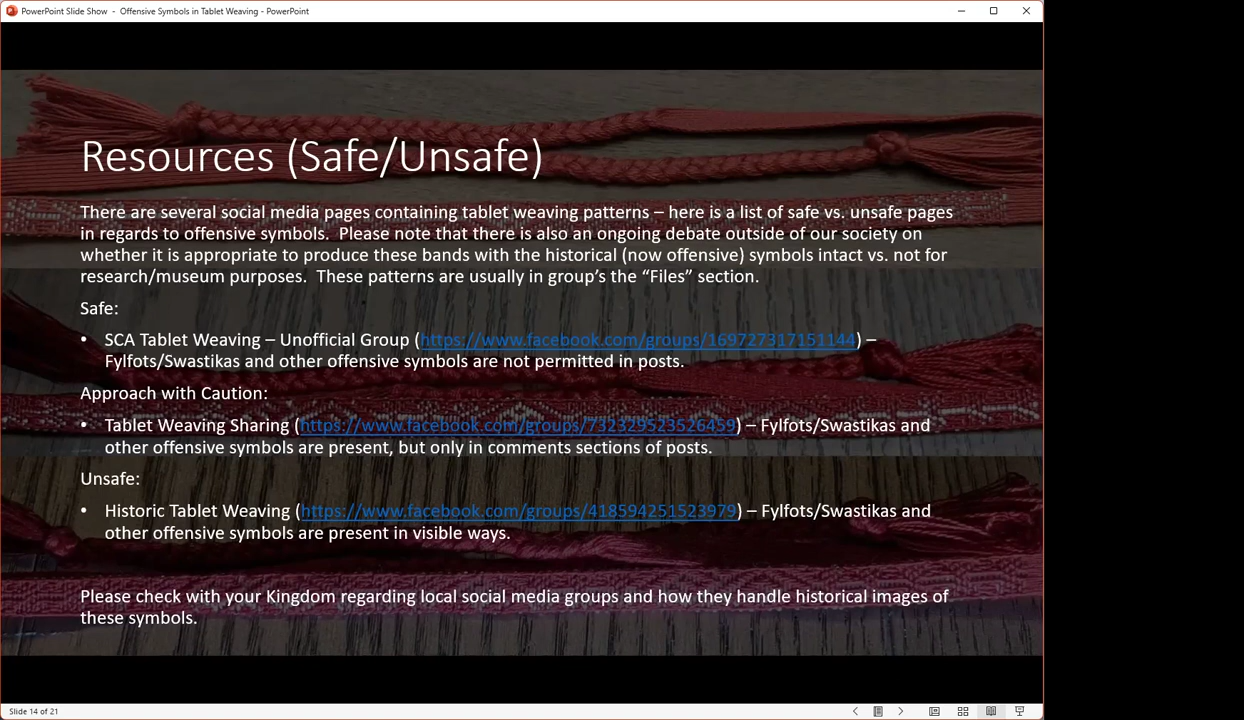 PowerPoint Slide Show - Offensive Symbols in Tablet Weaving - PowerPoint
Resources (Safe/Unsafe)
There are several social media pages containing tablet weaving patterns – here is a list of safe vs. unsafe pages
in regards to offensive symbols. Please note that there is also an ongoing debate outside of our society on
whether it is appropriate to produce these bands with the historical (now offensive) symbols intact vs. not for
research/museum purposes. These patterns are usually in group's the “Files” section.
Safe:
• SCA Tablet Weaving – Unofficial Group (https://www.facebook.com/groups/169727317151144) –
Fylfots/Swastikas and other offensive symbols are not permitted in posts.
Approach with Caution:
• Tablet Weaving Sharing (https://www.facebook.com/groups/732329523526459) – Fylfots/Swastikas and
other offensive symbols are present, but only in comments sections of posts.
Unsafe:
• Historic Tablet Weaving (https://www.facebook.com/groups/418594251523979) – Fylfots/Swastikas and
other offensive symbols are present in visible ways.
Please check with your Kingdom regarding local social media groups and how they handle historical images of
these symbols.
Slide 14 of 21